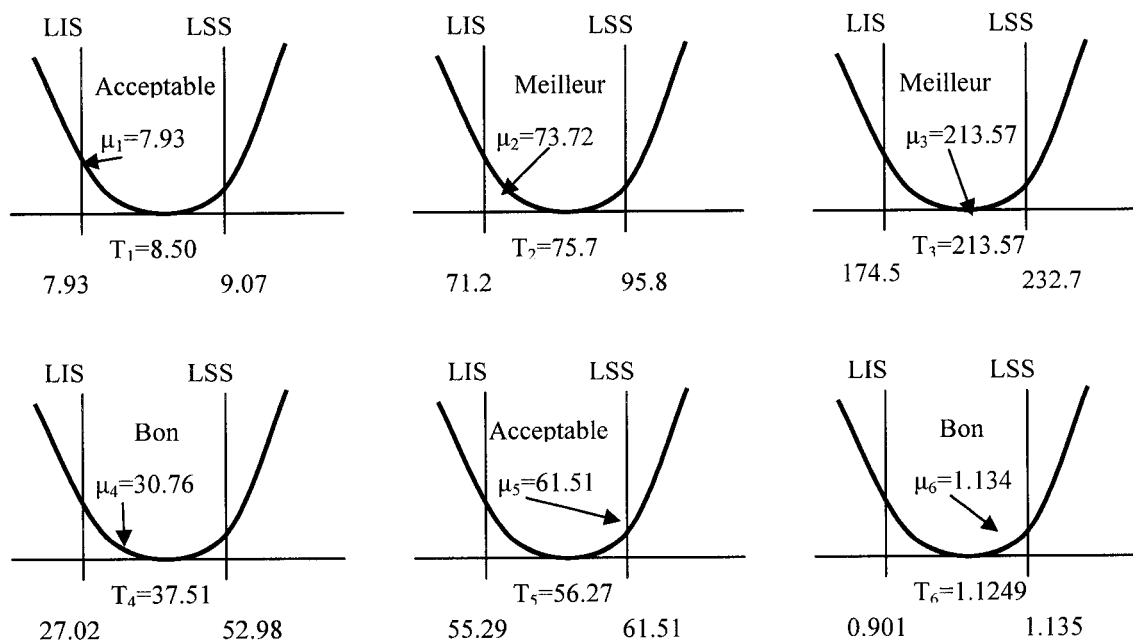 LIS LSS LIS LSS LIS LSS
Acceptable Meilleur Meilleur
μ₁=7.93 μ₂=73.72 μ₃=213.57
T₁=8.50 T₂=75.7 T₃=213.57
7.93 9.07 71.2 95.8 174.5 232.7
LIS LSS LIS LSS LIS LSS
Bon Acceptable Bon
μ₄=30.76 μ₅=61.51 μ₆=1.134
T₄=37.51 T₅=56.27 T₆=1.1249
27.02 52.98 55.29 61.51 0.901 1.135